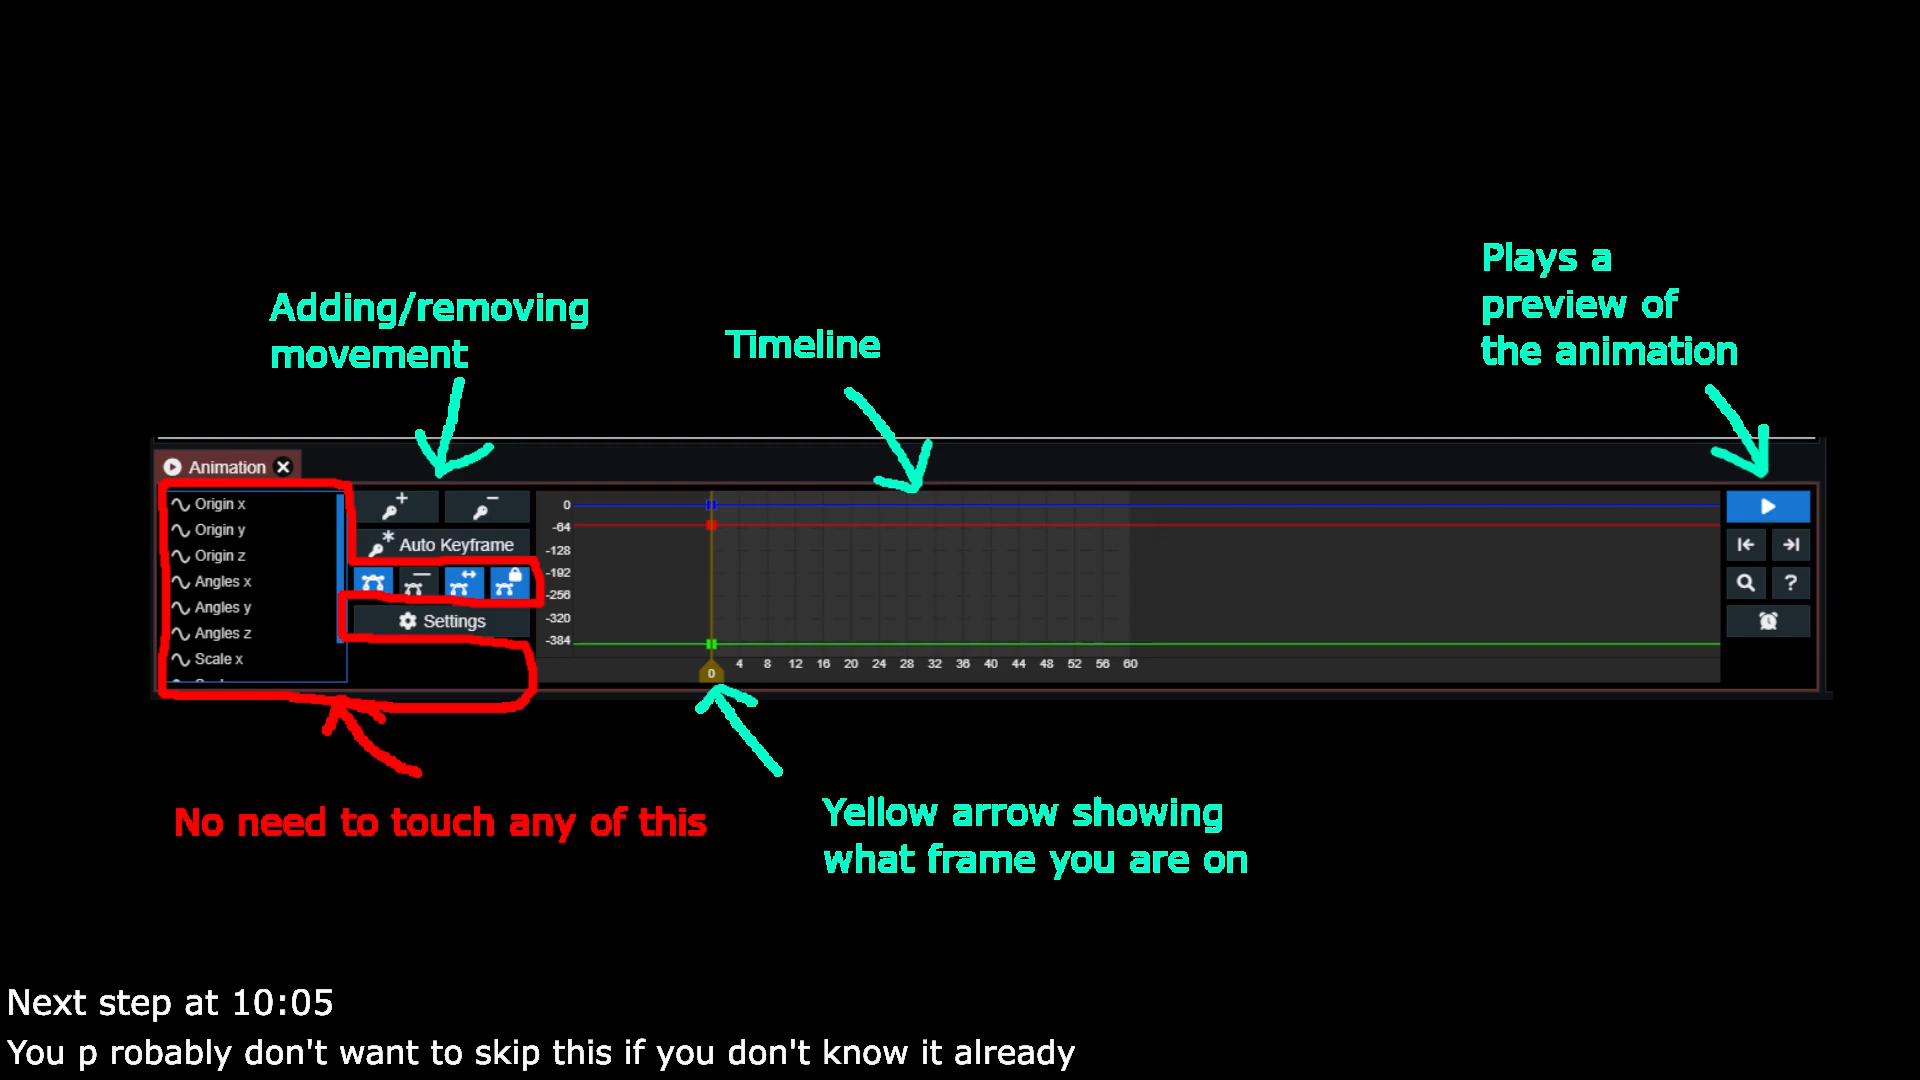 Plays a
preview of
the animation
Adding/removing
movement
Timeline
Animation
Origin x
Origin y
Origin z
Angles x
Angles y
Angles z
Scale x
Auto Keyframe
Settings
0
-64
-128
-192
-256
-320
-384
0 4 8 12 16 20 24 28 32 36 40 44 48 52 56 60
?
No need to touch any of this
Yellow arrow showing
what frame you are on
Next step at 10:05
You p robably don't want to skip this if you don't know it already